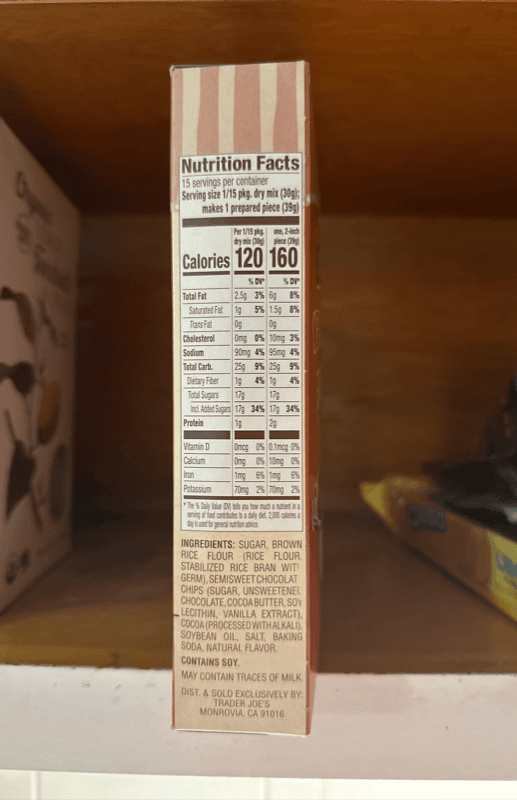 Nutrition Facts
15 servings per container
Serving size 1/15 pkg. dry mix (30g);
makes 1 prepared piece (39g)
Per 1/15 pkg. one, 2-inch
dry mix (30g) piece (39g)
Calories 120 160
% DV* % DV*
Total Fat 2.5g 3% 6g 8%
Saturated Fat 1g 5% 1.5g 8%
Trans Fat 0g 0g
Cholesterol 0mg 0% 10mg 3%
Sodium 90mg 4% 95mg 4%
Total Carb. 25g 9% 25g 9%
Dietary Fiber 1g 4% 1g 4%
Total Sugars 17g 17g
Incl. Added Sugars 17g 34% 17g 34%
Protein 1g 2g
Vitamin D 0mcg 0% 0.1mcg 0%
Calcium 0mg 0% 10mg 0%
Iron 1mg 6% 1mg 6%
Potassium 70mg 2% 70mg 2%
* The % Daily Value (DV) tells you how much a nutrient in a
serving of food contributes to a daily diet. 2,000 calories a
day is used for general nutrition advice.
INGREDIENTS: SUGAR, BROWN
RICE FLOUR (RICE FLOUR,
STABILIZED RICE BRAN WIT
GERM), SEMISWEET CHOCOLAT
CHIPS (SUGAR, UNSWEETENE
CHOCOLATE, COCOA BUTTER, SOY
LECITHIN, VANILLA EXTRACT),
COCOA (PROCESSED WITH ALKALI),
SOYBEAN OIL, SALT, BAKING
SODA, NATURAL FLAVOR.
CONTAINS SOY.
MAY CONTAIN TRACES OF MILK.
DIST. & SOLD EXCLUSIVELY BY:
TRADER JOE'S
MONROVIA, CA 91016